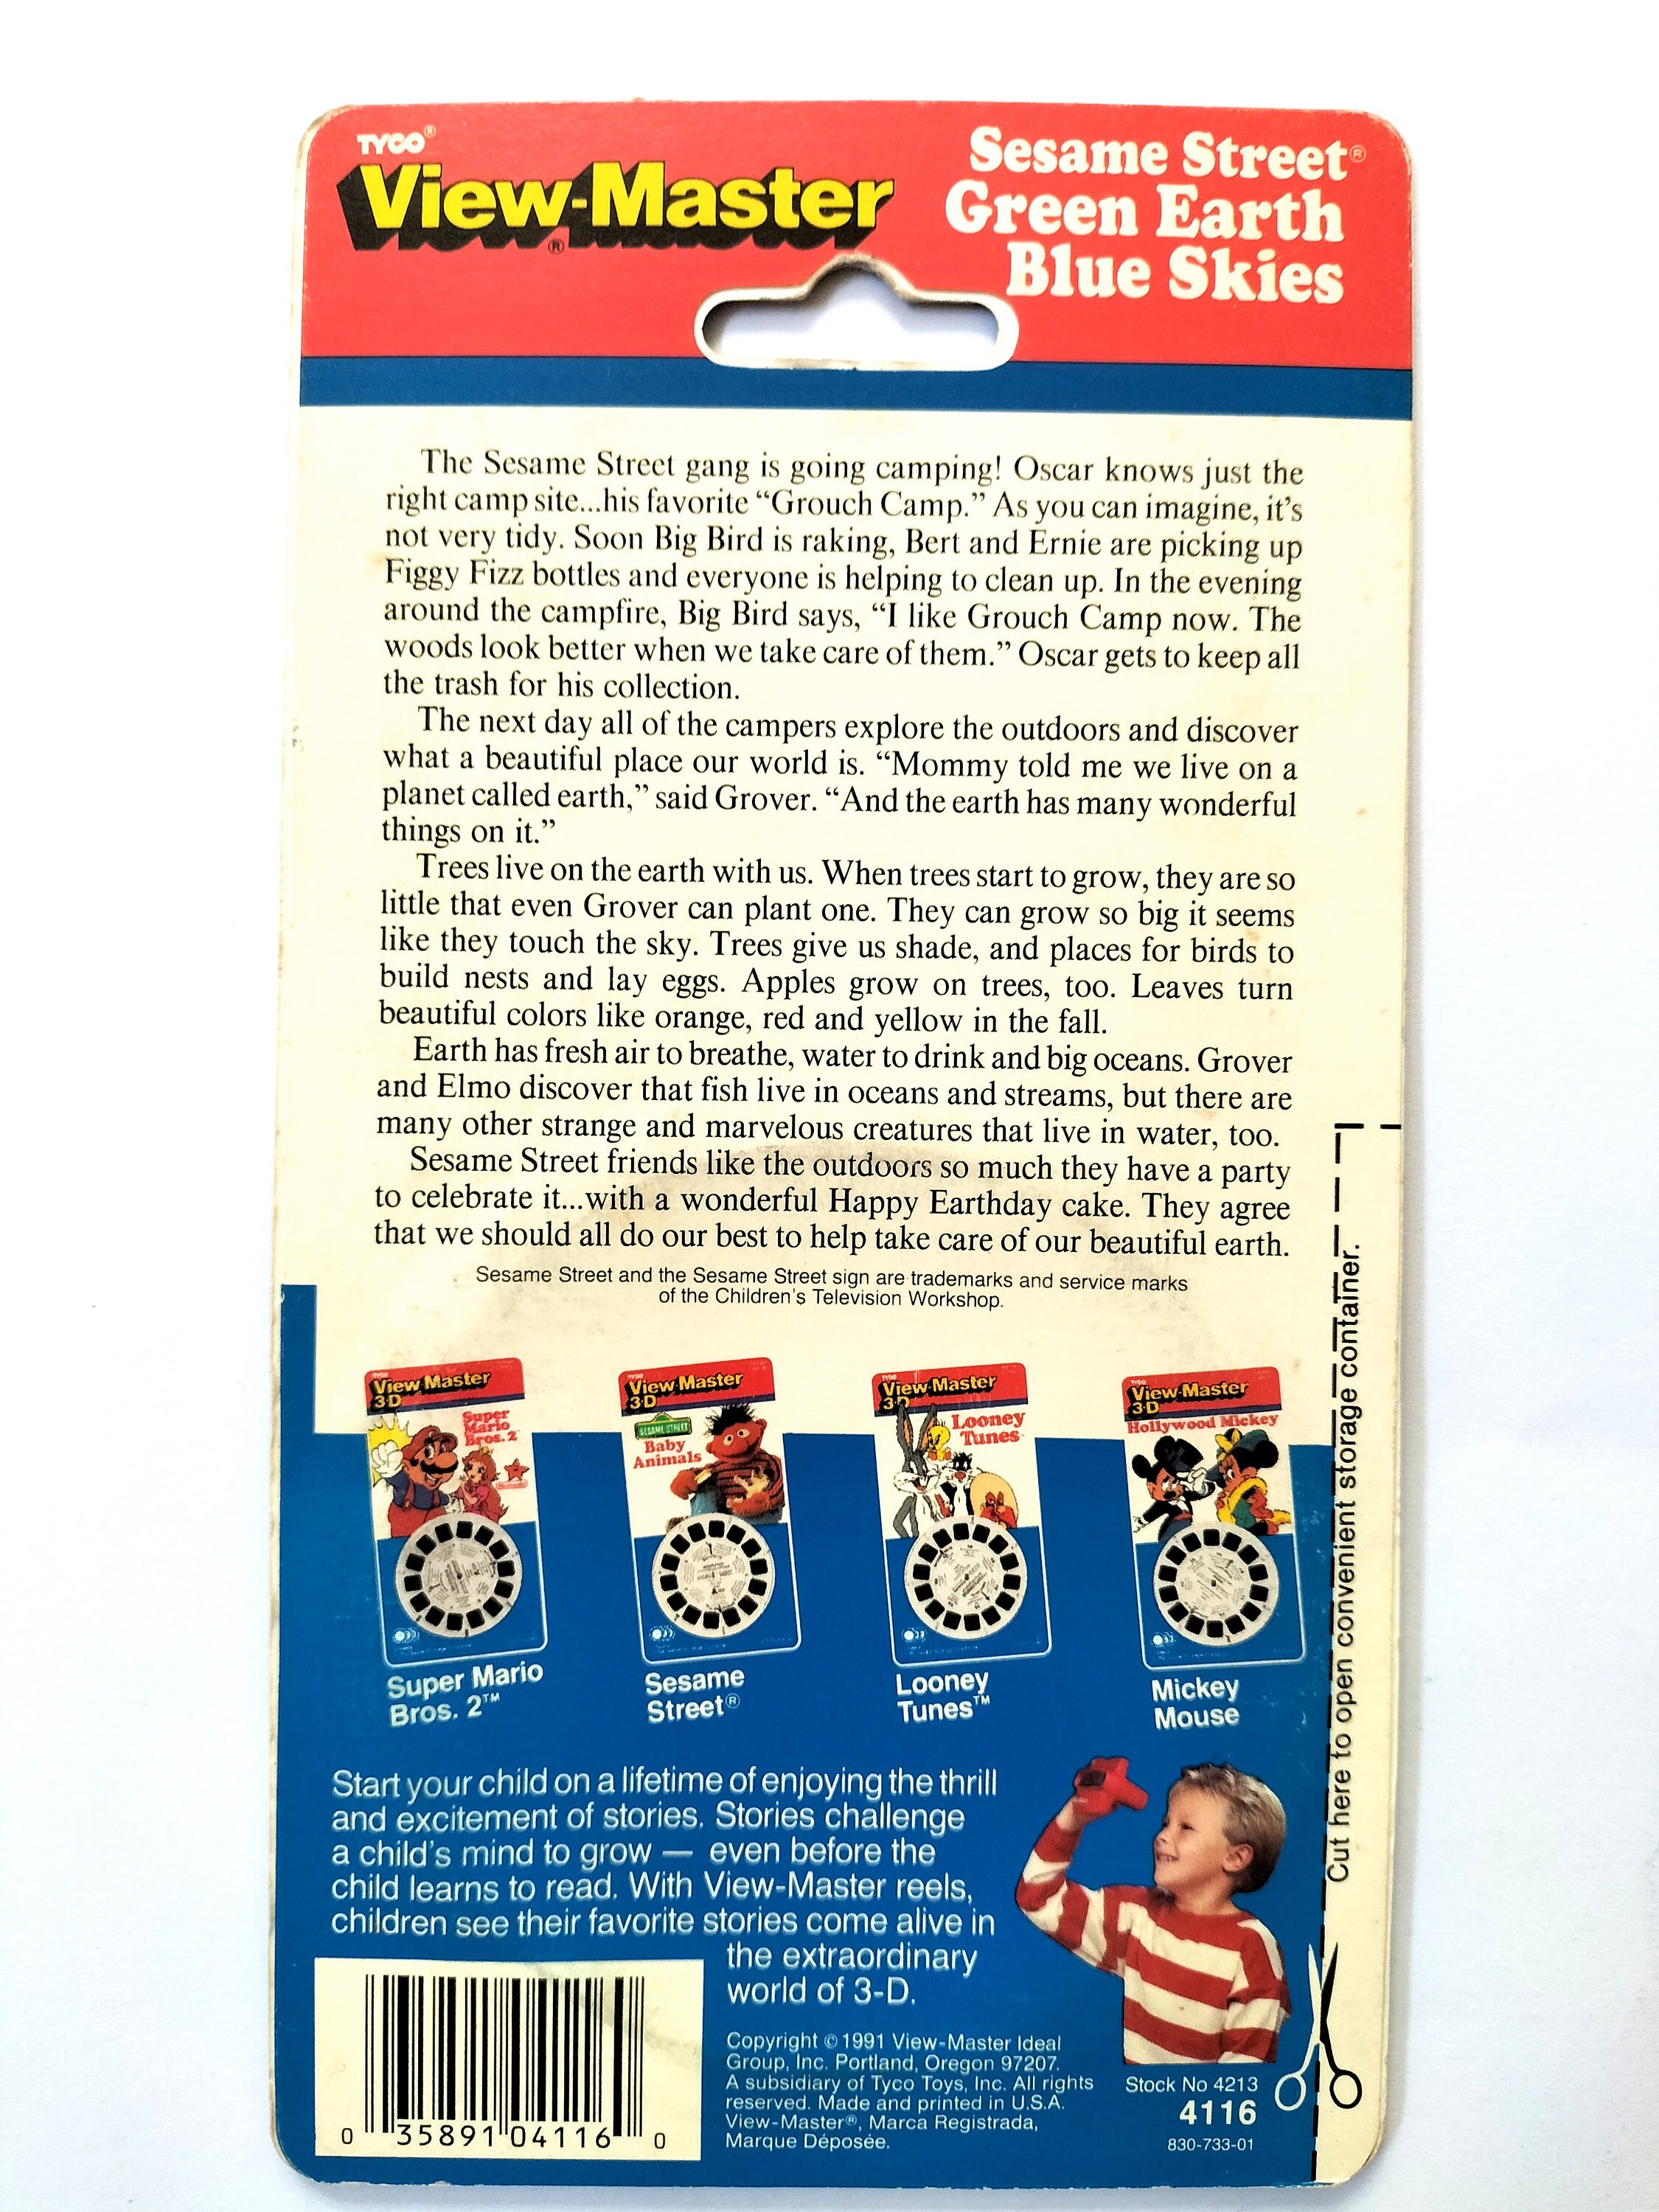 TYCO®
View-Master®
Sesame Street®
Green Earth
Blue Skies
The Sesame Street gang is going camping! Oscar knows just the
right camp site...his favorite “Grouch Camp.” As you can imagine, it’s
not very tidy. Soon Big Bird is raking, Bert and Ernie are picking up
Figgy Fizz bottles and everyone is helping to clean up. In the evening
around the campfire, Big Bird says, “I like Grouch Camp now. The
woods look better when we take care of them.” Oscar gets to keep all
the trash for his collection.
The next day all of the campers explore the outdoors and discover
what a beautiful place our world is. “Mommy told me we live on a
planet called earth,” said Grover. “And the earth has many wonderful
things on it.”
Trees live on the earth with us. When trees start to grow, they are so
little that even Grover can plant one. They can grow so big it seems
like they touch the sky. Trees give us shade, and places for birds to
build nests and lay eggs. Apples grow on trees, too. Leaves turn
beautiful colors like orange, red and yellow in the fall.
Earth has fresh air to breathe, water to drink and big oceans. Grover
and Elmo discover that fish live in oceans and streams, but there are
many other strange and marvelous creatures that live in water, too.
Sesame Street friends like the outdoors so much they have a party
to celebrate it...with a wonderful Happy Earthday cake. They agree
that we should all do our best to help take care of our beautiful earth.
Sesame Street and the Sesame Street sign are trademarks and service marks
of the Children’s Television Workshop.
Cut here to open convenient storage container.
TYCO
View-Master
3-D
Super
Mario
Bros. 2
Super Mario
Bros. 2™
View-Master
3-D
SESAME STREET
Baby
Animals
Sesame
Street®
TYCO
View-Master
3-D
Looney
Tunes
Looney
Tunes™
TYCO
View-Master
3-D
Hollywood Mickey
Mickey
Mouse
Start your child on a lifetime of enjoying the thrill
and excitement of stories. Stories challenge
a child’s mind to grow — even before the
child learns to read. With View-Master reels,
children see their favorite stories come alive in
the extraordinary
world of 3-D.
Copyright © 1991 View-Master Ideal
Group, Inc. Portland, Oregon 97207.
A subsidiary of Tyco Toys, Inc. All rights
reserved. Made and printed in U.S.A.
View-Master®, Marca Registrada,
Marque Déposée.
0 35891 04116 0
Stock No 4213
4116
830-733-01